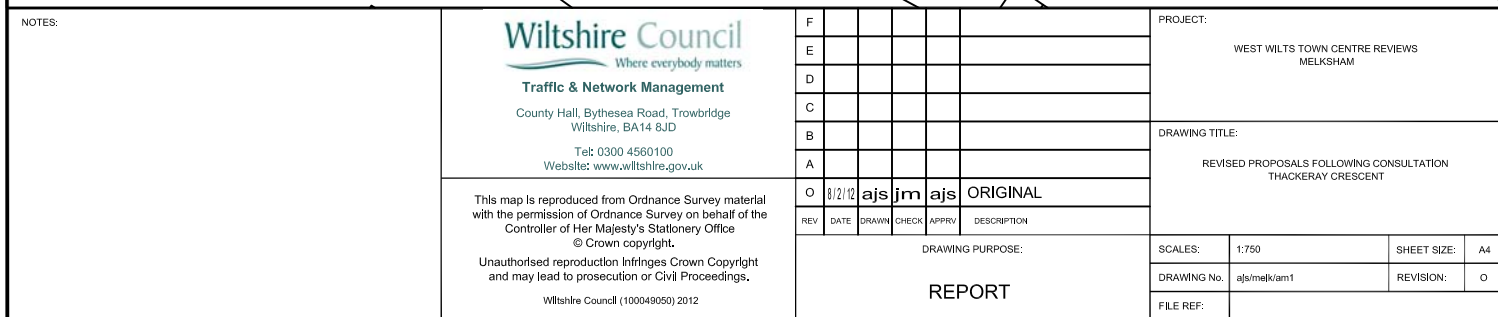 NOTES:
Wiltshire Council
Where everybody matters
Traffic & Network Management
County Hall, Bythesea Road, Trowbridge
Wiltshire, BA14 8JD
Tel: 0300 4560100
Website: www.wiltshire.gov.uk
This map is reproduced from Ordnance Survey material
with the permission of Ordnance Survey on behalf of the
Controller of Her Majesty's Stationery Office
© Crown copyright.
Unauthorised reproduction infringes Crown Copyright
and may lead to prosecution or Civil Proceedings.
Wiltshire Council (100049050) 2012
F
E
D
C
B
A
O 8/2/12 ajs jm ajs ORIGINAL
REV DATE DRAWN CHECK APPRV DESCRIPTION
DRAWING PURPOSE:
REPORT
PROJECT:
WEST WILTS TOWN CENTRE REVIEWS
MELKSHAM
DRAWING TITLE:
REVISED PROPOSALS FOLLOWING CONSULTATION
THACKERAY CRESCENT
SCALES: 1:750 SHEET SIZE: A4
DRAWING No. ajs/melk/am1 REVISION: O
FILE REF: